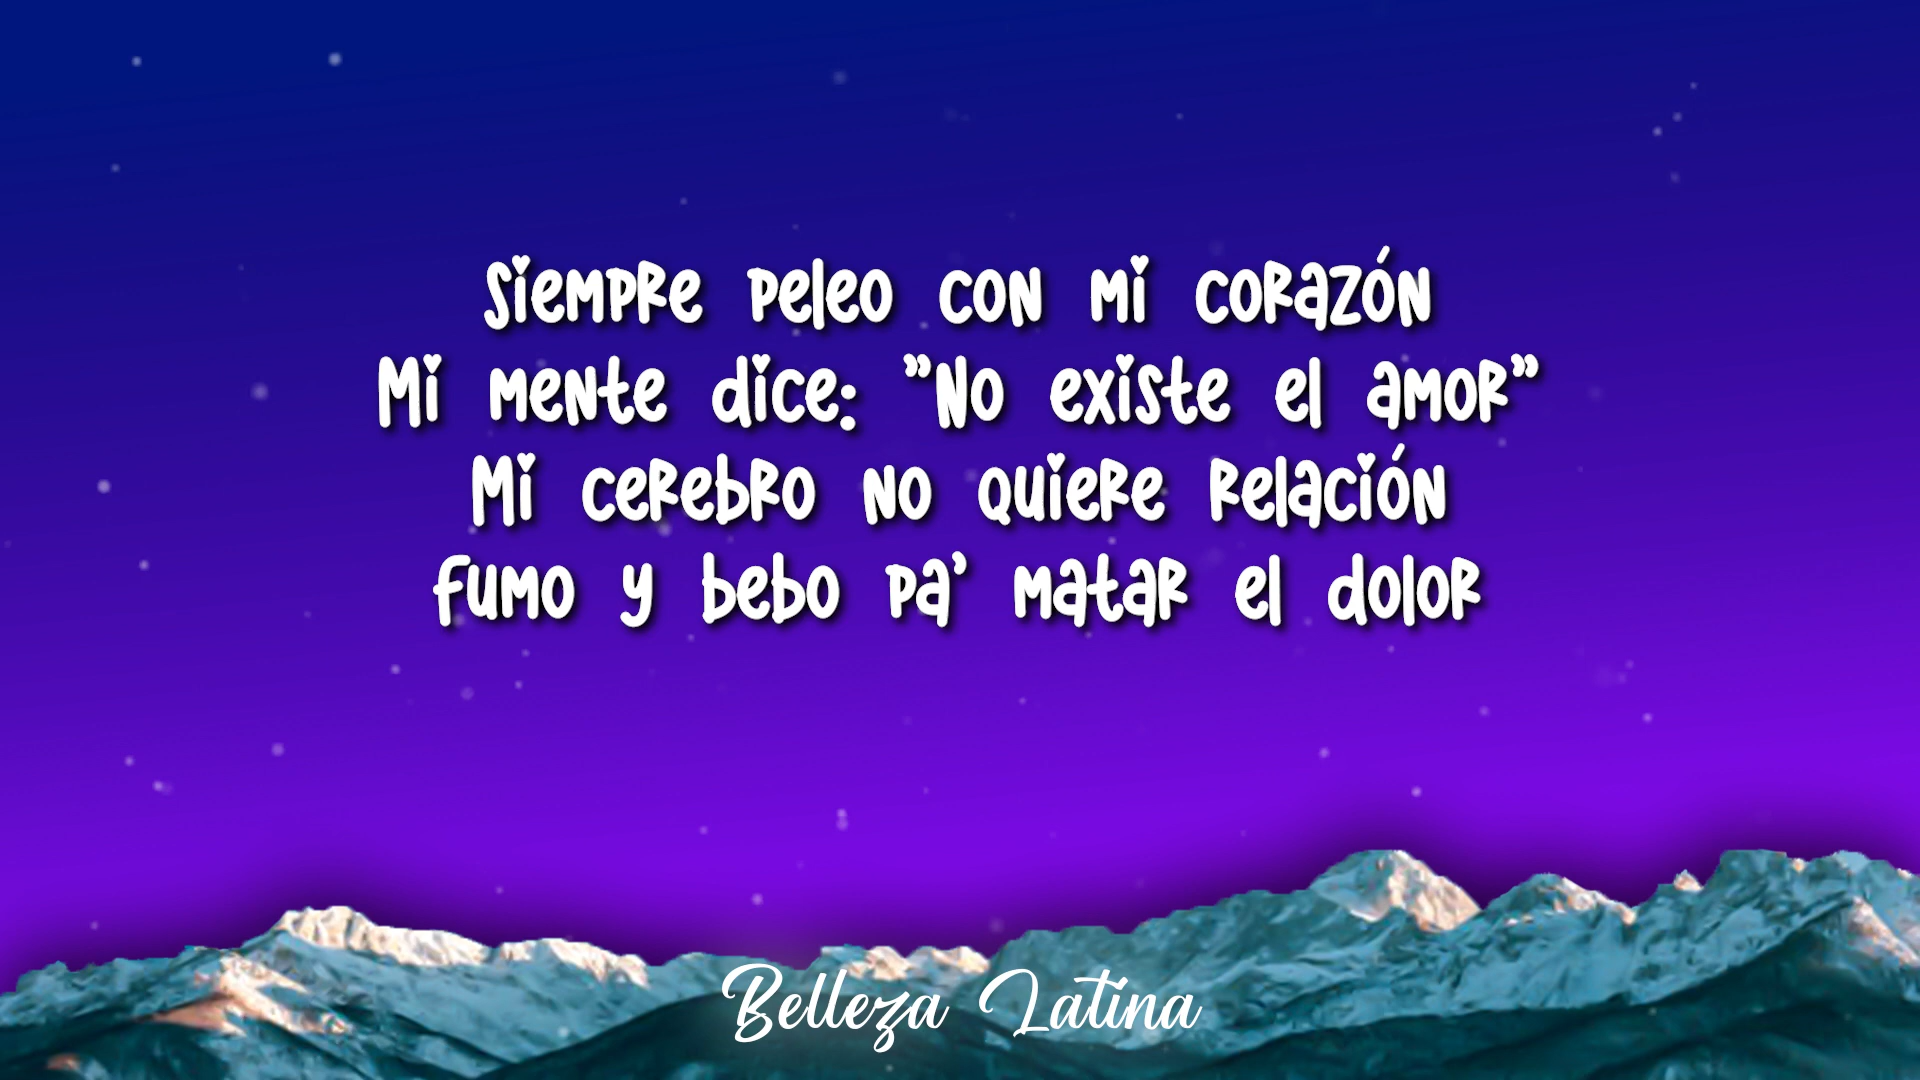 Siempre peleo con mi corazón
Mi mente dice: "No existe el amor"
Mi cerebro no quiere relación
Fumo y bebo pa' matar el dolor
Belleza Latina